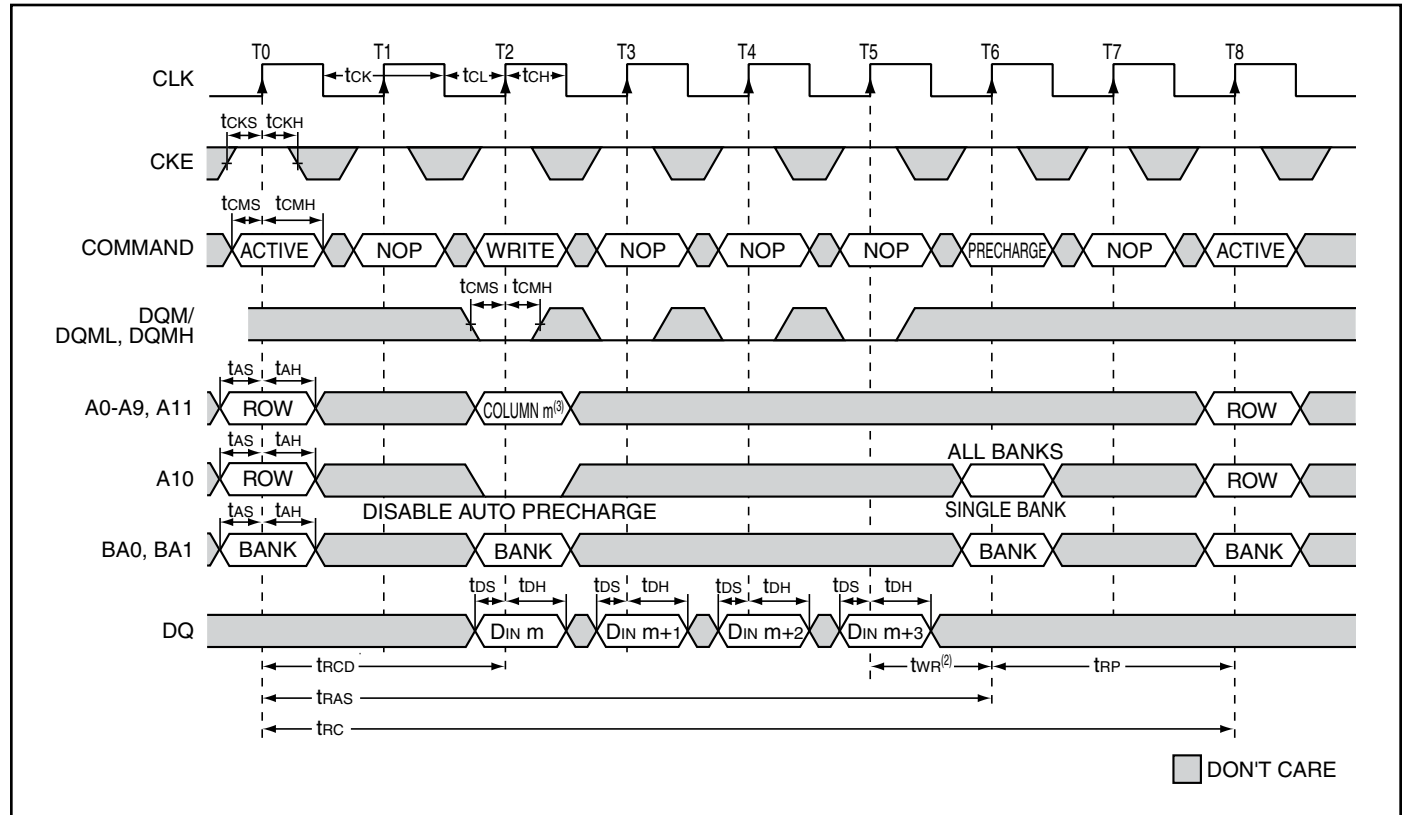 T0 T1 T2 T3 T4 T5 T6 T7 T8
CLK tCK tCL tCH
tCKS tCKH
CKE
tCMS tCMH
COMMAND ACTIVE NOP WRITE NOP NOP NOP PRECHARGE NOP ACTIVE
tCMS tCMH
DQM/
DQML, DQMH
tAS tAH
A0-A9, A11 ROW COLUMN m(3) ROW
tAS tAH ALL BANKS
A10 ROW ROW
tAS tAH DISABLE AUTO PRECHARGE SINGLE BANK
BA0, BA1 BANK BANK BANK BANK
tDS tDH tDS tDH tDS tDH tDS tDH
DQ DIN m DIN m+1 DIN m+2 DIN m+3
tRCD tWR(2) tRP
tRAS
tRC
DON'T CARE